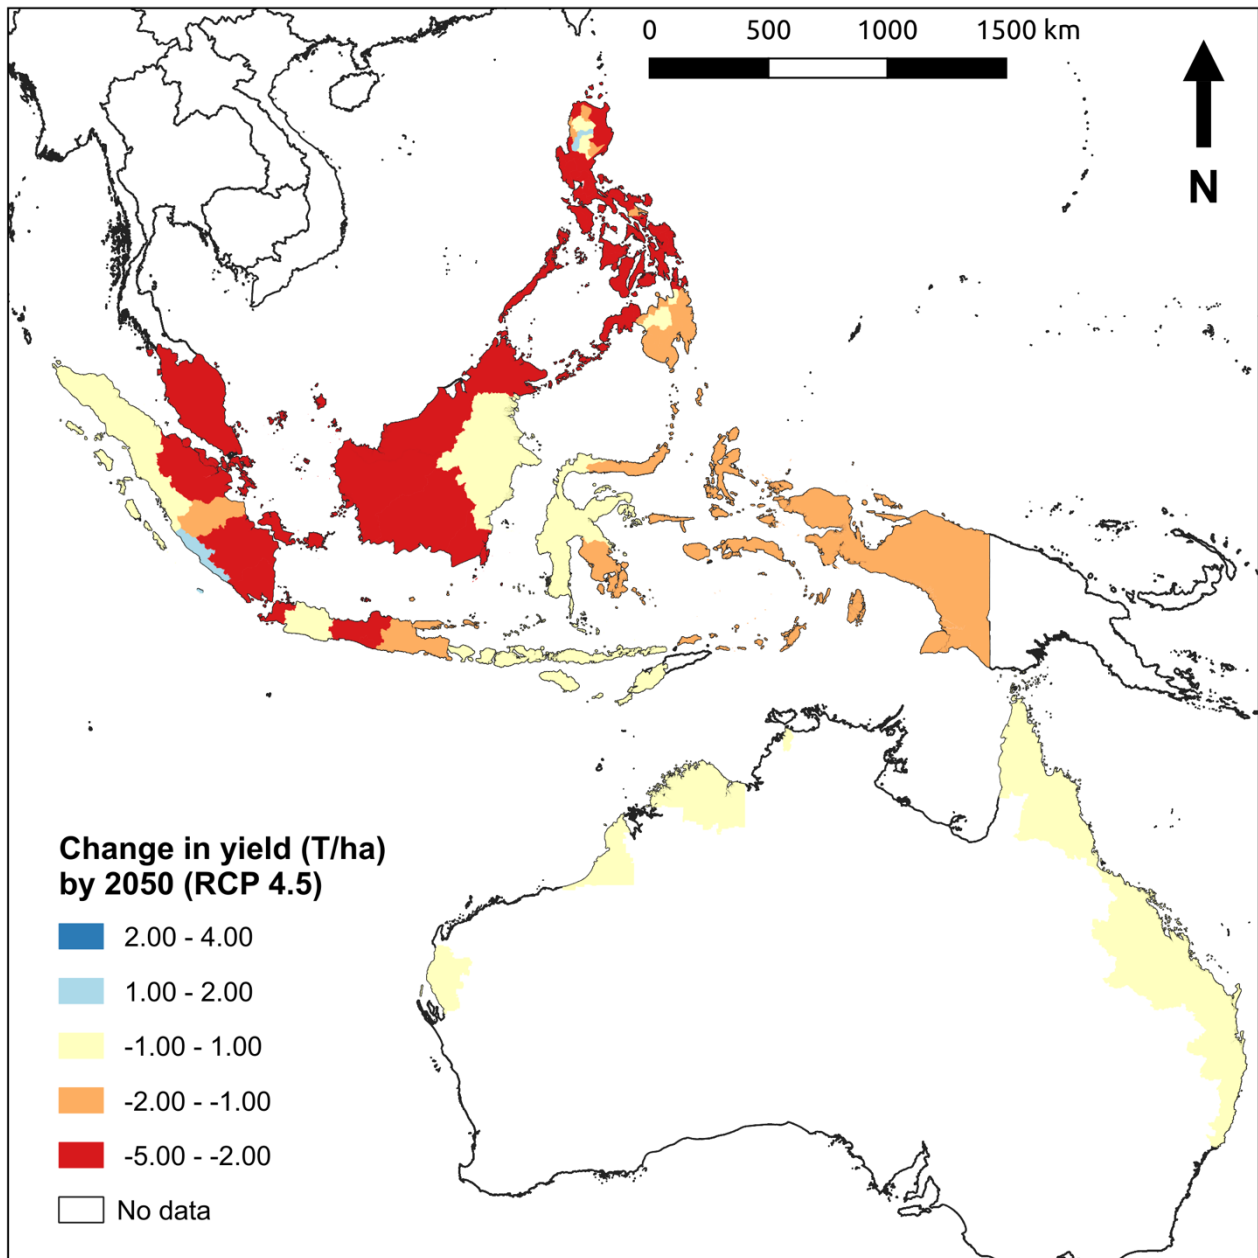 0 500 1000 1500 km
N
Change in yield (T/ha)
by 2050 (RCP 4.5)
2.00 - 4.00
1.00 - 2.00
-1.00 - 1.00
-2.00 - -1.00
-5.00 - -2.00
No data